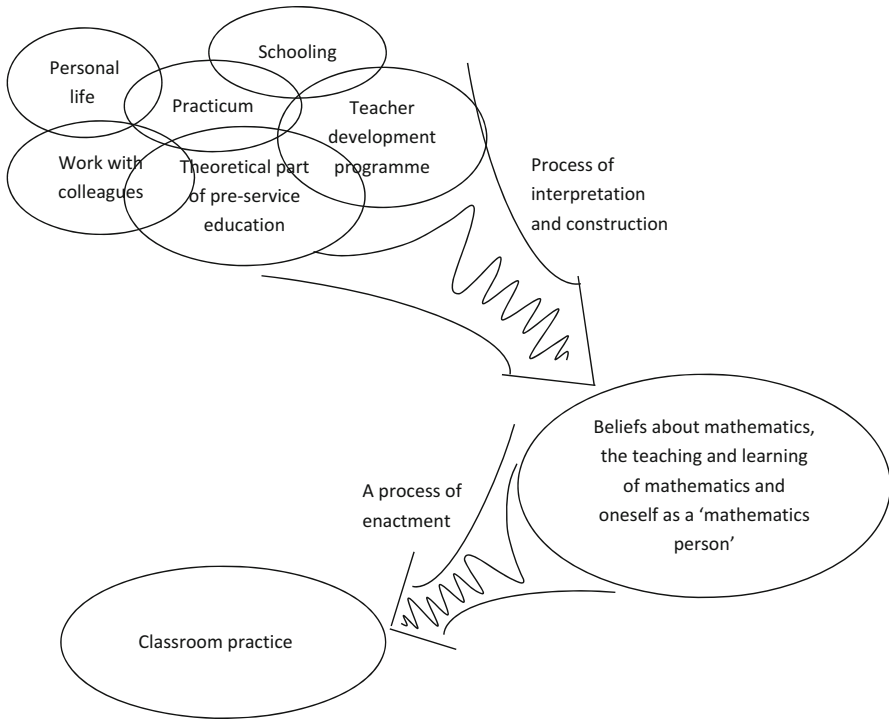 Schooling
Personal
life
Practicum
Teacher
development
programme
Work with
colleagues
Theoretical part
of pre-service
education
Process of
interpretation
and construction
Beliefs about mathematics,
the teaching and learning
of mathematics and
oneself as a ‘mathematics
person’
A process of
enactment
Classroom practice